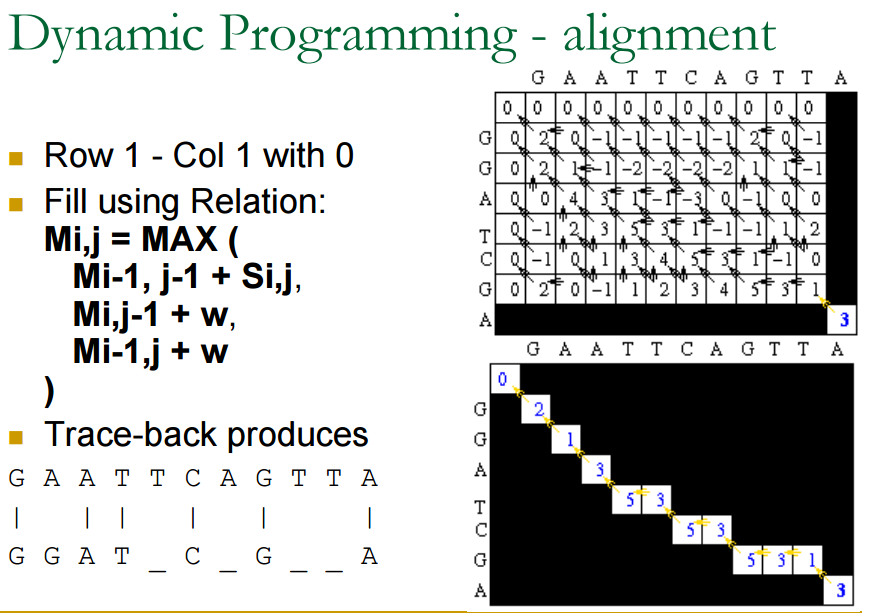 Dynamic Programming - alignment
Row 1 - Col 1 with 0
Fill using Relation:
Mi,j = MAX (
Mi-1, j-1 + Si,j,
Mi,j-1 + w,
Mi-1,j + w
)
Trace-back produces
G A A T T C A G T T A
| | | | | |
G G A T _ C _ G _ _ A
G A A T T C A G T T A
0 0 0 0 0 0 0 0 0 0 0
G 0 2 0 -1 -1 -1 -1 -1 2 0 -1
G 0 2 1 -1 -2 -2 -2 -2 1 1 -1
A 0 0 4 3 1 -1 -3 0 -1 0 0
T 0 -1 2 3 5 3 1 -1 -1 1 2
C 0 -1 0 1 3 4 5 3 1 -1 0
G 0 2 0 -1 1 2 3 4 5 3 1
A 3
G A A T T C A G T T A
0
G 2
G 1
A 3
T 5 3
C 5 3
G 5 3 1
A 3